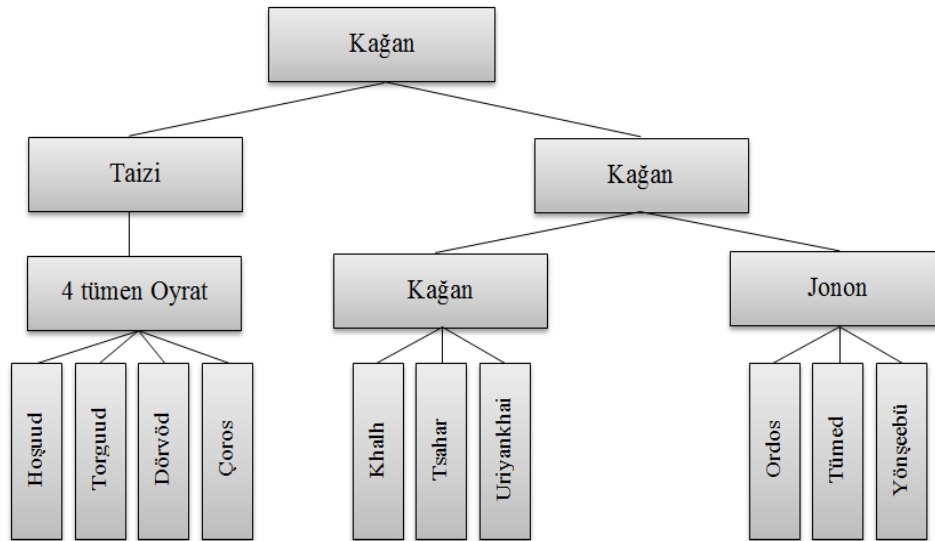 Kağan
Taizi
Kağan
4 tümen Oyrat
Kağan
Jonon
Hoşuud
Torguud
Dörvöd
Çoros
Khalh
Tsahar
Uriyankhai
Ordos
Tümed
Yönşeebü